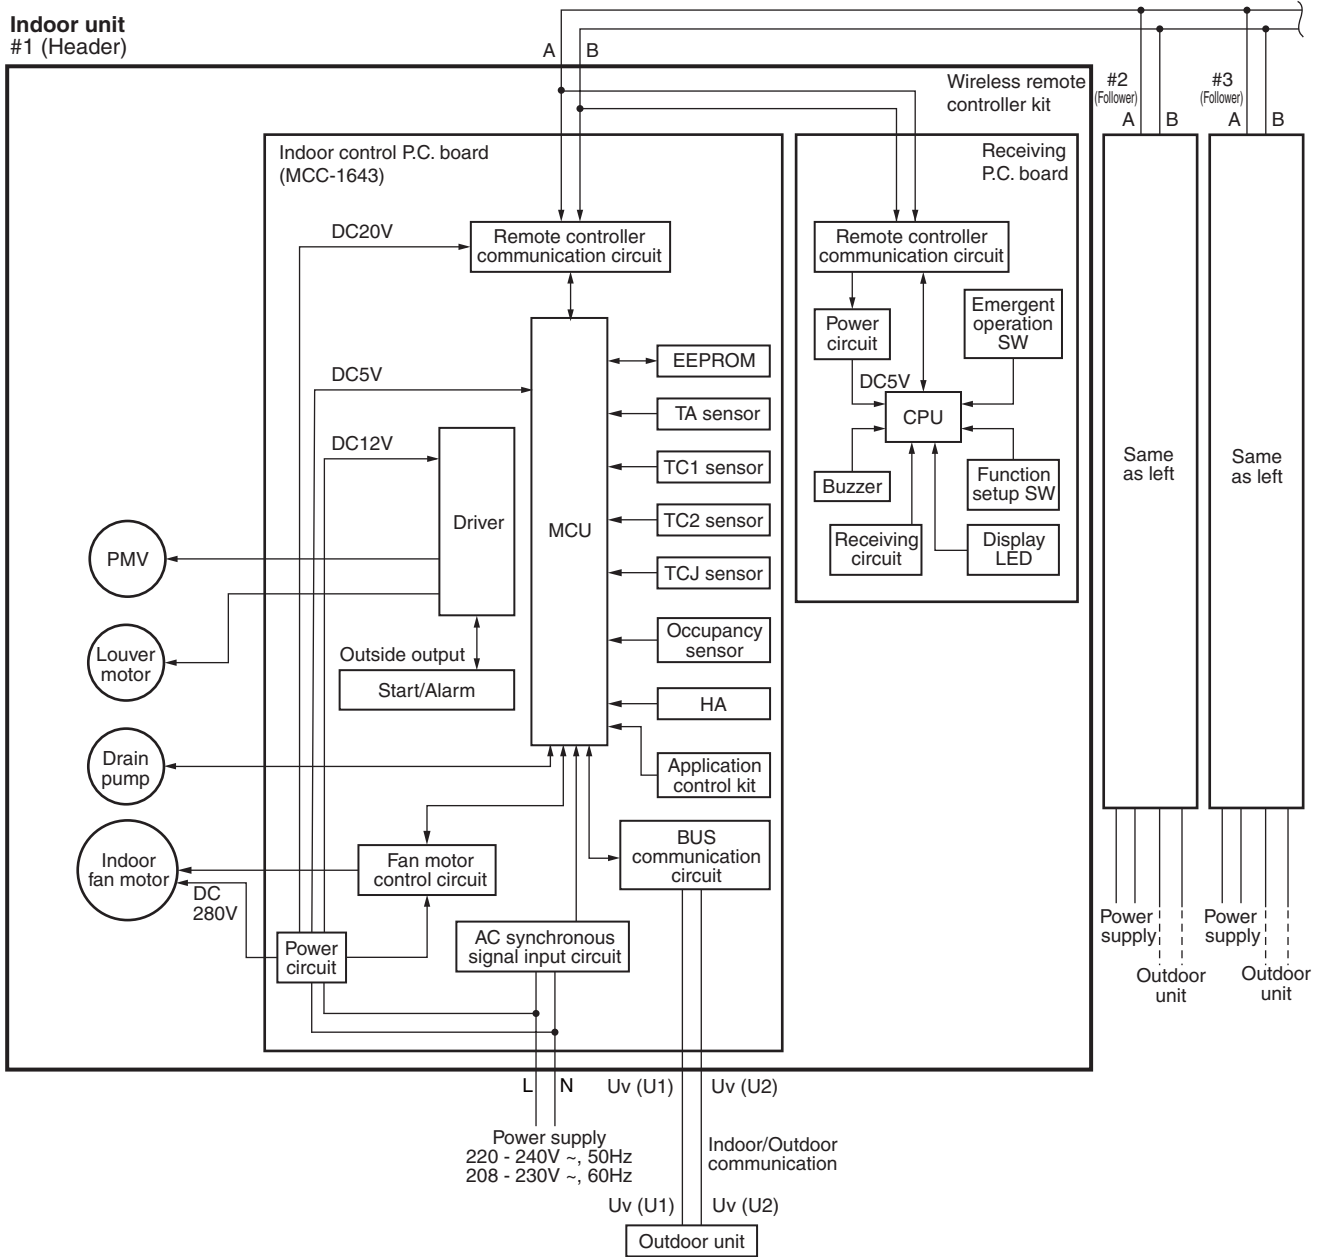 Indoor unit
#1 (Header)
A B
Wireless remote
controller kit
#2
(Follower)
A B
#3
(Follower)
A B
Indoor control P.C. board
(MCC-1643)
Receiving
P.C. board
DC20V
Remote controller
communication circuit
Remote controller
communication circuit
Power
circuit
Emergent
operation
SW
DC5V
EEPROM
DC5V
CPU
TA sensor
DC12V
TC1 sensor
Buzzer
Function
setup SW
Same
as left
Same
as left
Driver
MCU
TC2 sensor
Receiving
circuit
Display
LED
PMV
TCJ sensor
Louver
motor
Outside output
Start/Alarm
Occupancy
sensor
HA
Drain
pump
Application
control kit
Indoor
fan motor
DC
280V
Fan motor
control circuit
BUS
communication
circuit
Power
circuit
AC synchronous
signal input circuit
Power
supply
Outdoor
unit
Power
supply
Outdoor
unit
L N
Uv (U1) Uv (U2)
Power supply
220 - 240V ~, 50Hz
208 - 230V ~, 60Hz
Indoor/Outdoor
communication
Uv (U1) Uv (U2)
Outdoor unit